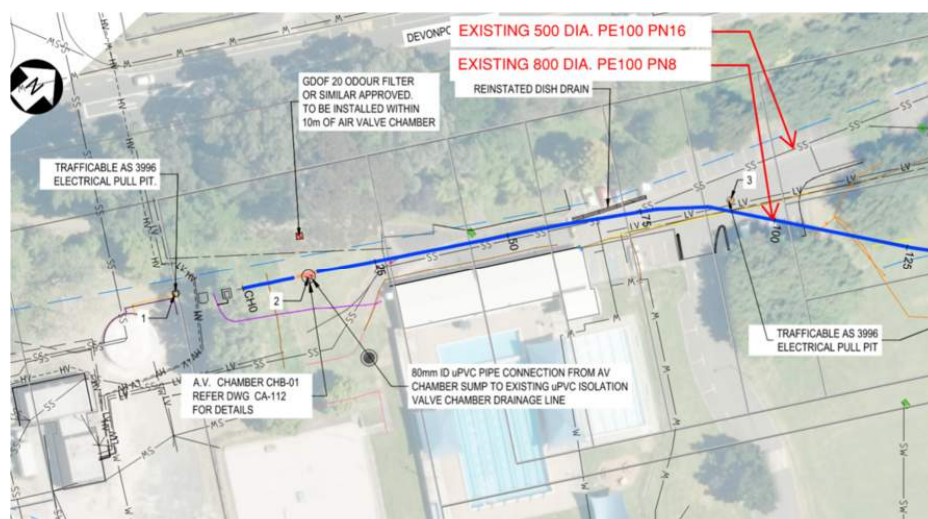 DEVONPO
EXISTING 500 DIA. PE100 PN16
EXISTING 800 DIA. PE100 PN8
REINSTATED DISH DRAIN
GDOF 20 ODOUR FILTER
OR SIMILAR APPROVED.
TO BE INSTALLED WITHIN
10m OF AIR VALVE CHAMBER
TRAFFICABLE AS 3996
ELECTRICAL PULL PIT.
N
1
2
3
CH0
25
50
75
100
125
A.V. CHAMBER CHB-01
REFER DWG CA-112
FOR DETAILS
80mm ID uPVC PIPE CONNECTION FROM AV
CHAMBER SUMP TO EXISTING uPVC ISOLATION
VALVE CHAMBER DRAINAGE LINE
TRAFFICABLE AS 3996
ELECTRICAL PULL PIT
SS
HV
LV
W